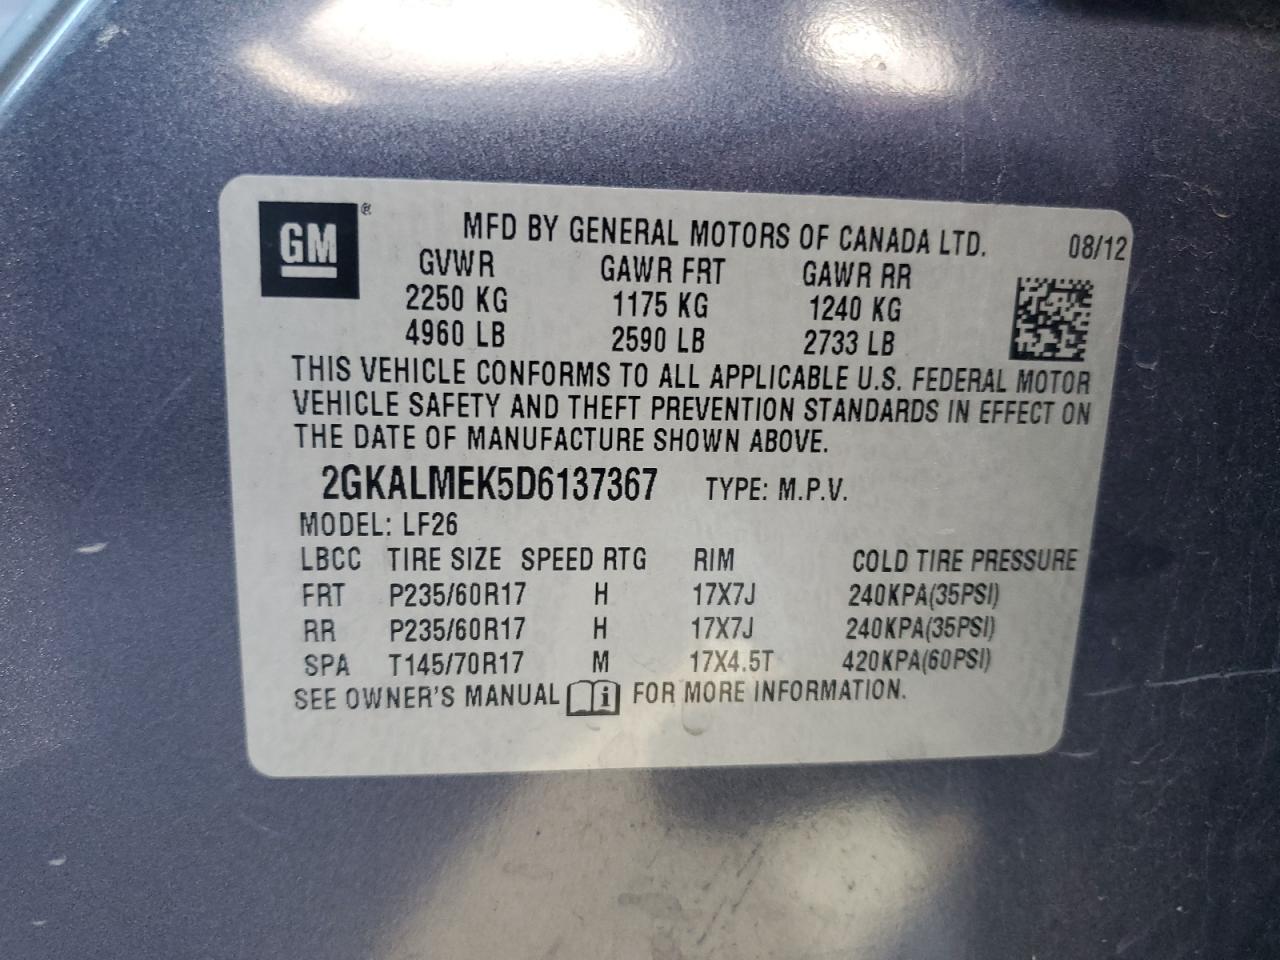 GM ®
MFD BY GENERAL MOTORS OF CANADA LTD. 08/12
GVWR GAWR FRT GAWR RR
2250 KG 1175 KG 1240 KG
4960 LB 2590 LB 2733 LB
THIS VEHICLE CONFORMS TO ALL APPLICABLE U.S. FEDERAL MOTOR
VEHICLE SAFETY AND THEFT PREVENTION STANDARDS IN EFFECT ON
THE DATE OF MANUFACTURE SHOWN ABOVE.
2GKALMEK5D6137367 TYPE: M.P.V.
MODEL: LF26
LBCC TIRE SIZE SPEED RTG RIM COLD TIRE PRESSURE
FRT P235/60R17 H 17X7J 240KPA(35PSI)
RR P235/60R17 H 17X7J 240KPA(35PSI)
SPA T145/70R17 M 17X4.5T 420KPA(60PSI)
SEE OWNER'S MANUAL i FOR MORE INFORMATION.